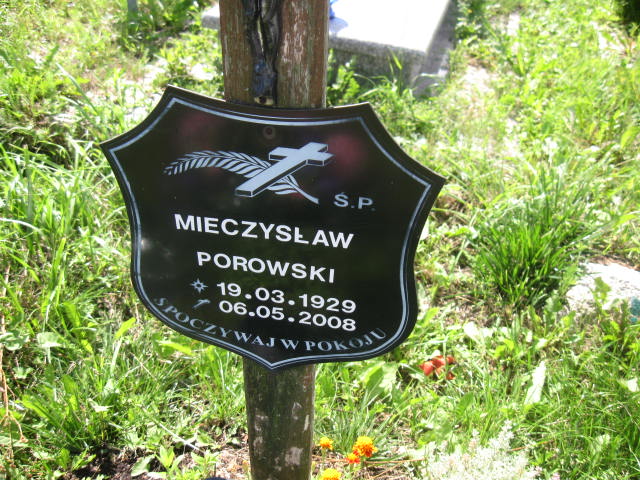 Ś.P.
MIECZYSŁAW
POROWSKI
19.03.1929
06.05.2008
SPOCZYWAJ W POKOJU